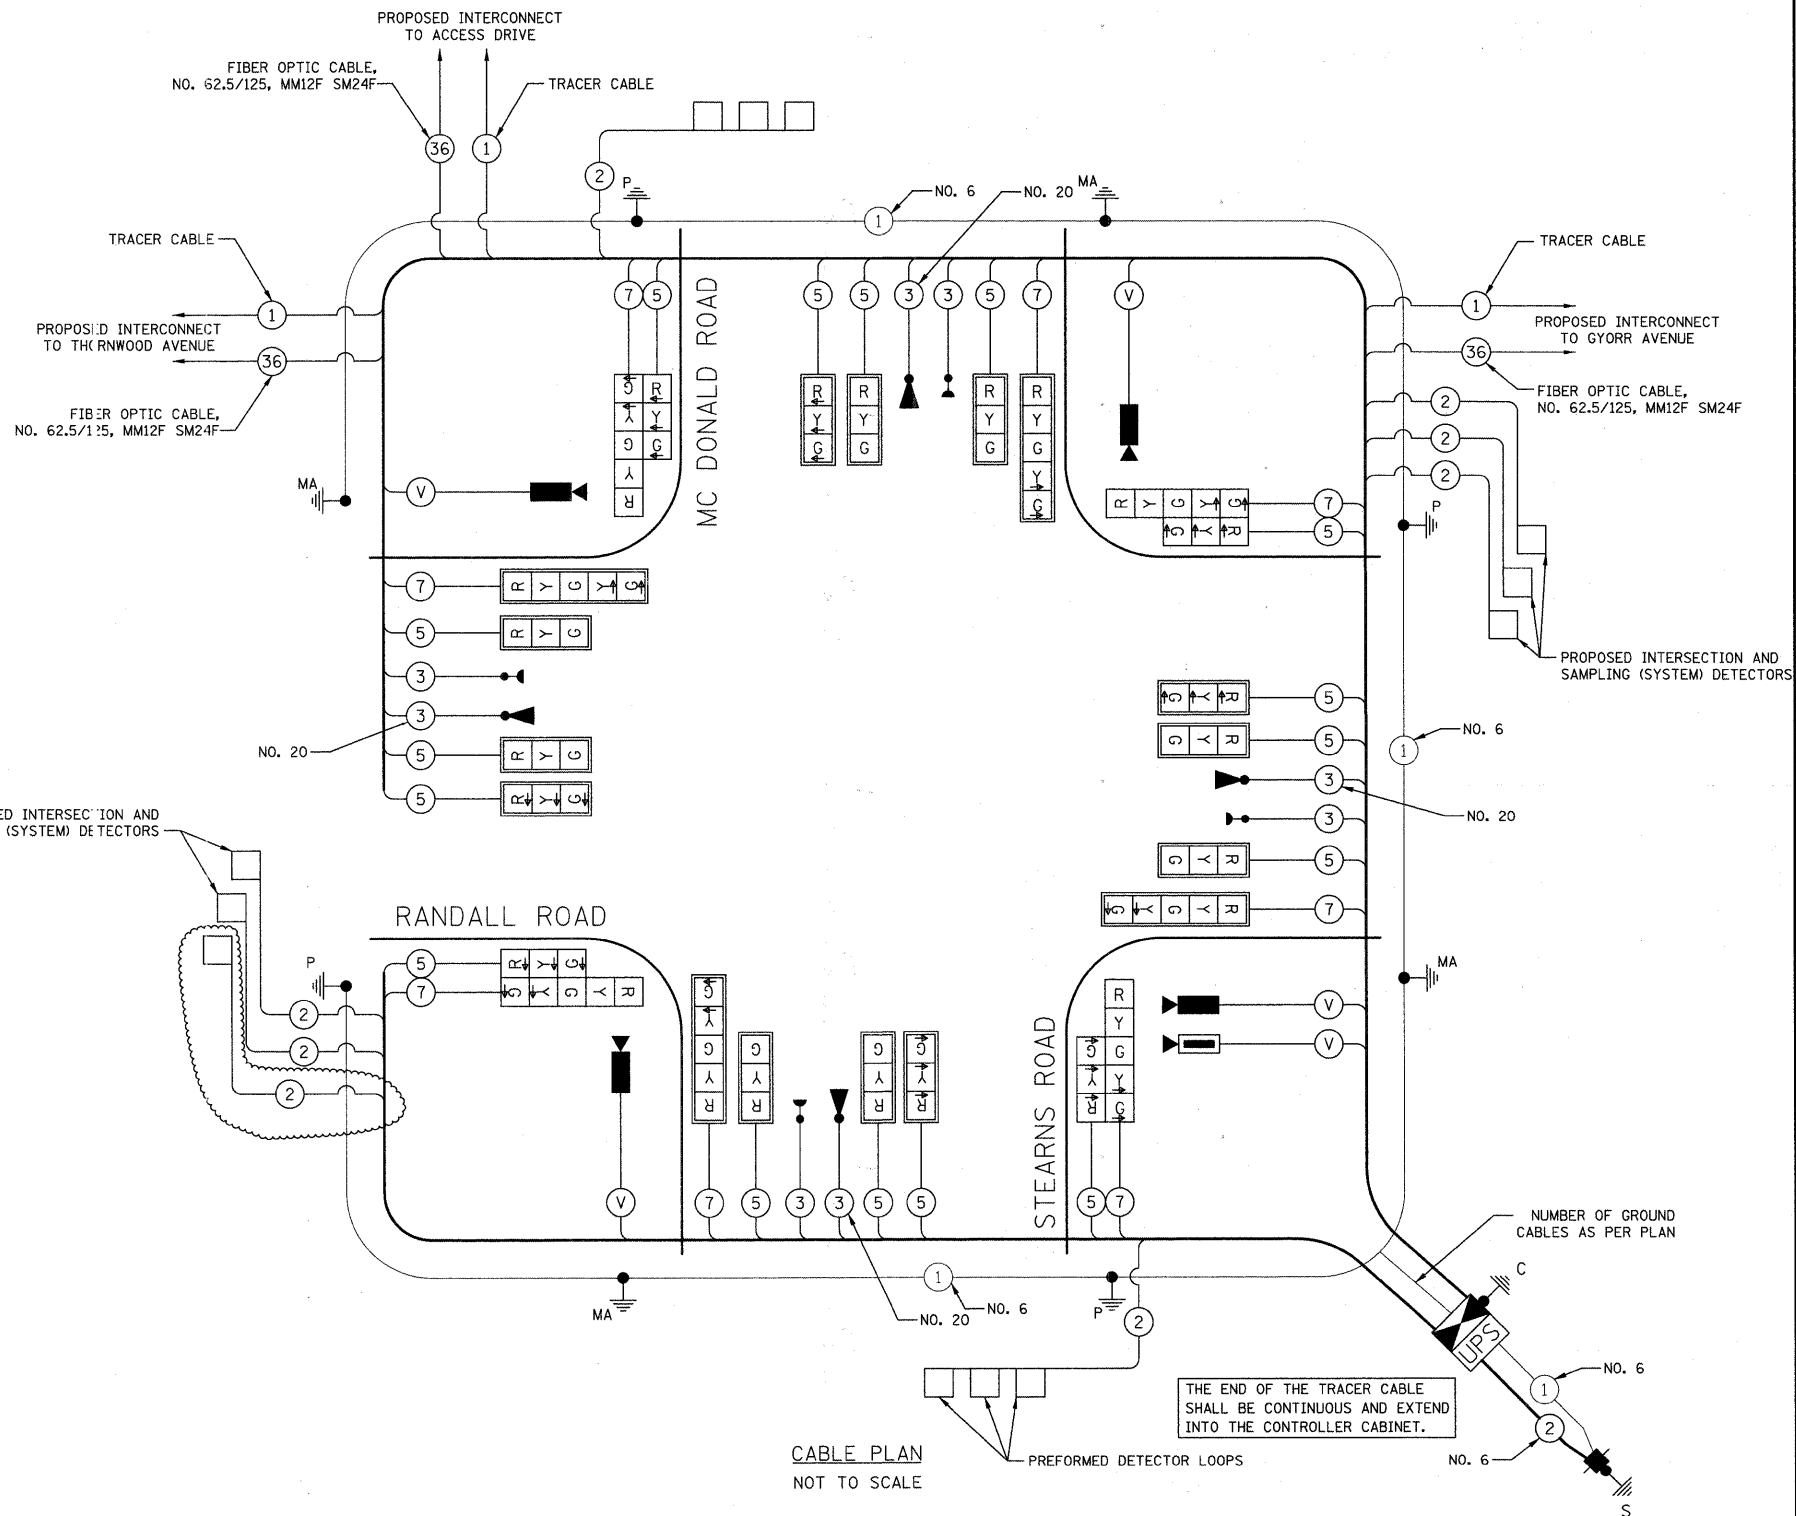 PROPOSED INTERCONNECT
TO ACCESS DRIVE
FIBER OPTIC CABLE,
NO. 62.5/125, MM12F SM24F
TRACER CABLE
36
1
2
P
1
NO. 6
NO. 20
MA
TRACER CABLE
1
PROPOSED INTERCONNECT
TO THORNWOOD AVENUE
36
FIBER OPTIC CABLE,
NO. 62.5/125, MM12F SM24F
MA
TRACER CABLE
1
PROPOSED INTERCONNECT
TO GYORR AVENUE
36
FIBER OPTIC CABLE,
NO. 62.5/125, MM12F SM24F
2
2
2
P
PROPOSED INTERSECTION AND
SAMPLING (SYSTEM) DETECTORS
7 5
G R
Y Y
G G
Y
R
MC DONALD ROAD
5 5 3 3 5 7 V
R R R R
Y Y Y Y
G G G G
Y
G
V
R Y G Y G 7
G Y R 5
7 R Y G Y G
5 R Y G
3
3
NO. 20
5 R Y G
5 R Y G
G Y R 5
G Y R 5
3
3
NO. 20
G Y R 5
G Y G Y R 7
1
NO. 6
MA
ED INTERSECTION AND
(SYSTEM) DETECTORS
RANDALL ROAD
P
5 R Y G
7 G Y G Y R
2
2
2
V
G
Y
G G G G
Y Y Y Y
R R R R
7 5 3 3 5 5
NO. 20
STEARNS ROAD
R
Y
G G
Y Y
R G
5 7
V
V
MA
1
NO. 6
P
2
NUMBER OF GROUND
CABLES AS PER PLAN
C
UPS
1
NO. 6
2
NO. 6
S
THE END OF THE TRACER CABLE
SHALL BE CONTINUOUS AND EXTEND
INTO THE CONTROLLER CABINET.
PREFORMED DETECTOR LOOPS
CABLE PLAN
NOT TO SCALE